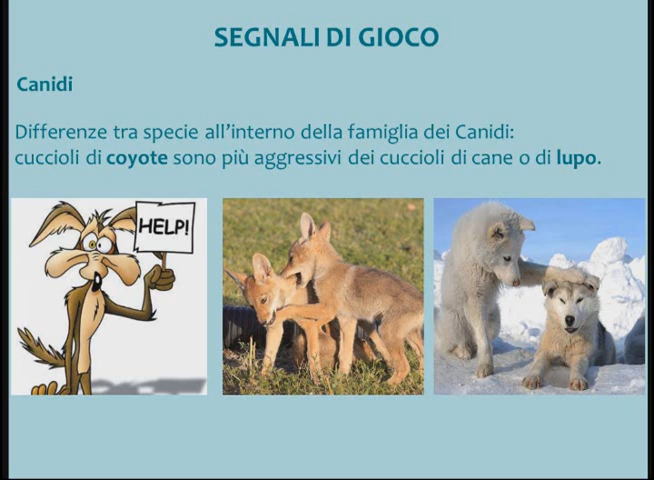 SEGNALI DI GIOCO
Canidi
Differenze tra specie all'interno della famiglia dei Canidi:
cuccioli di coyote sono più aggressivi dei cuccioli di cane o di lupo.
HELP!